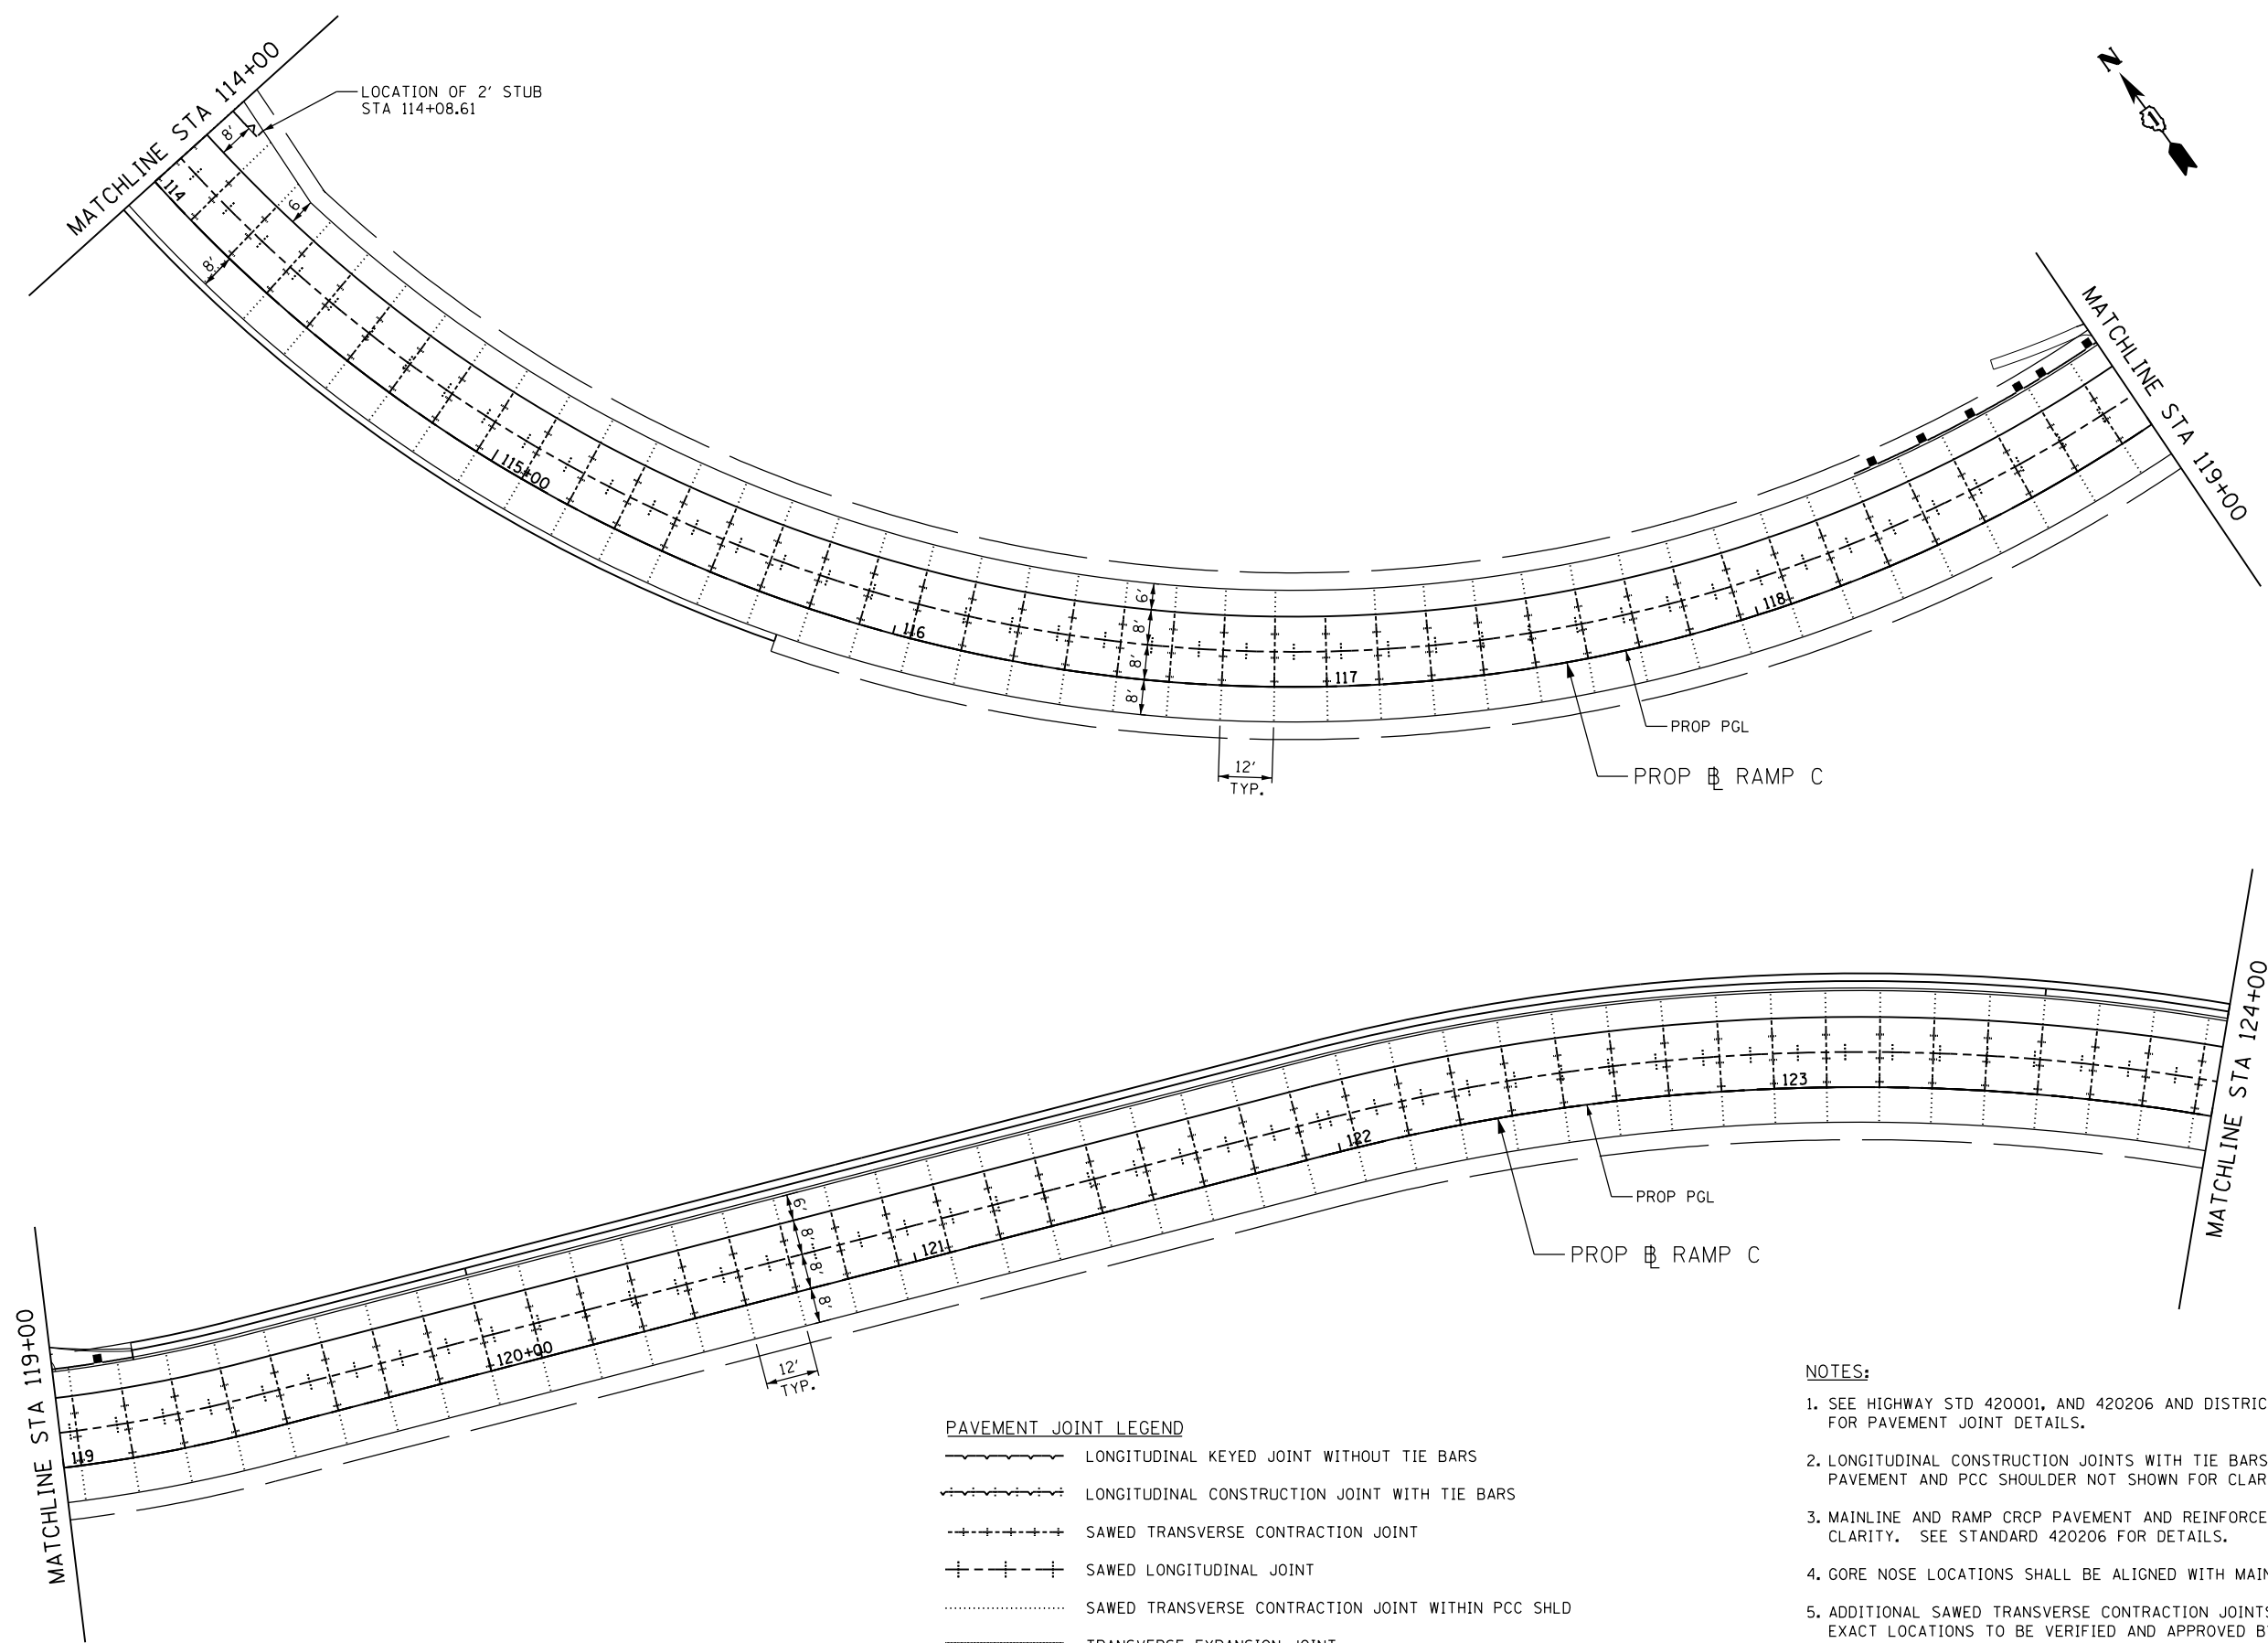 MATCHLINE STA 114+00
LOCATION OF 2' STUB
STA 114+08.61
N
1
8'
114
6'
8'
MATCHLINE STA 119+00
115+00
116
6'
8'
8'
8'
117
118
PROP PGL
12'
TYP.
PROP BL RAMP C
MATCHLINE STA 124+00
123
122
PROP PGL
6'
8'
8'
8'
121
PROP BL RAMP C
120+00
12'
TYP.
MATCHLINE STA 119+00
119
PAVEMENT JOINT LEGEND
LONGITUDINAL KEYED JOINT WITHOUT TIE BARS
LONGITUDINAL CONSTRUCTION JOINT WITH TIE BARS
SAWED TRANSVERSE CONTRACTION JOINT
SAWED LONGITUDINAL JOINT
SAWED TRANSVERSE CONTRACTION JOINT WITHIN PCC SHLD
TRANSVERSE EXPANSION JOINT
NOTES:
1. SEE HIGHWAY STD 420001, AND 420206 AND DISTRIC
FOR PAVEMENT JOINT DETAILS.
2. LONGITUDINAL CONSTRUCTION JOINTS WITH TIE BARS
PAVEMENT AND PCC SHOULDER NOT SHOWN FOR CLAR
3. MAINLINE AND RAMP CRCP PAVEMENT AND REINFORCE
CLARITY. SEE STANDARD 420206 FOR DETAILS.
4. GORE NOSE LOCATIONS SHALL BE ALIGNED WITH MAIN
5. ADDITIONAL SAWED TRANSVERSE CONTRACTION JOINTS
EXACT LOCATIONS TO BE VERIFIED AND APPROVED B